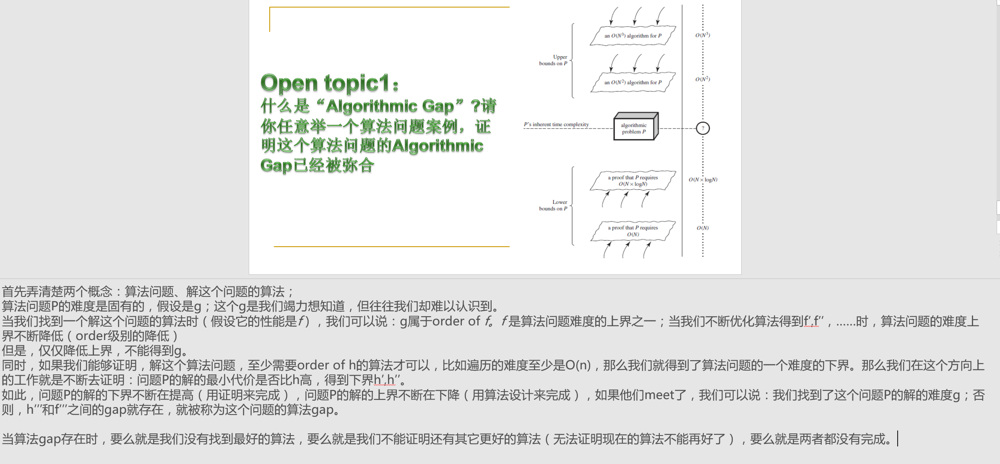 Open topic1：
什么是“Algorithmic Gap”?请
你任意举一个算法问题案例，证
明这个算法问题的Algorithmic
Gap已经被弥合
an O(N³) algorithm for P
O(N³)
Upper
bounds on P
an O(N²) algorithm for P
O(N²)
P's inherent time complexity
algorithmic
problem P
?
a proof that P requires
O(N × logN)
O(N × logN)
Lower
bounds on P
a proof that P requires
O(N)
O(N)
首先弄清楚两个概念：算法问题、解这个问题的算法；
算法问题P的难度是固有的，假设是g；这个g是我们竭力想知道，但往往我们却难以认识到。
当我们找到一个解这个问题的算法时（假设它的性能是f），我们可以说：g属于order of f。f是算法问题难度的上界之一；当我们不断优化算法得到f′,f′′，……时，算法问题的难度上
界不断降低（order级别的降低）
但是，仅仅降低上界，不能得到g。
同时，如果我们能够证明，解这个算法问题，至少需要order of h的算法才可以，比如遍历的难度至少是O(n)，那么我们就得到了算法问题的一个难度的下界。那么我们在这个方向上
的工作就是不断去证明：问题P的解的最小代价是否比h高，得到下界h′,h′′。
如此，问题P的解的下界不断在提高（用证明来完成），问题P的解的上界不断在下降（用算法设计来完成），如果他们meet了，我们可以说：我们找到了这个问题P的解的难度g；否
则，h′′′和f′′′之间的gap就存在，就被称为这个问题的算法gap。
当算法gap存在时，要么就是我们没有找到最好的算法，要么就是我们不能证明还有其它更好的算法（无法证明现在的算法不能再好了），要么就是两者都没有完成。